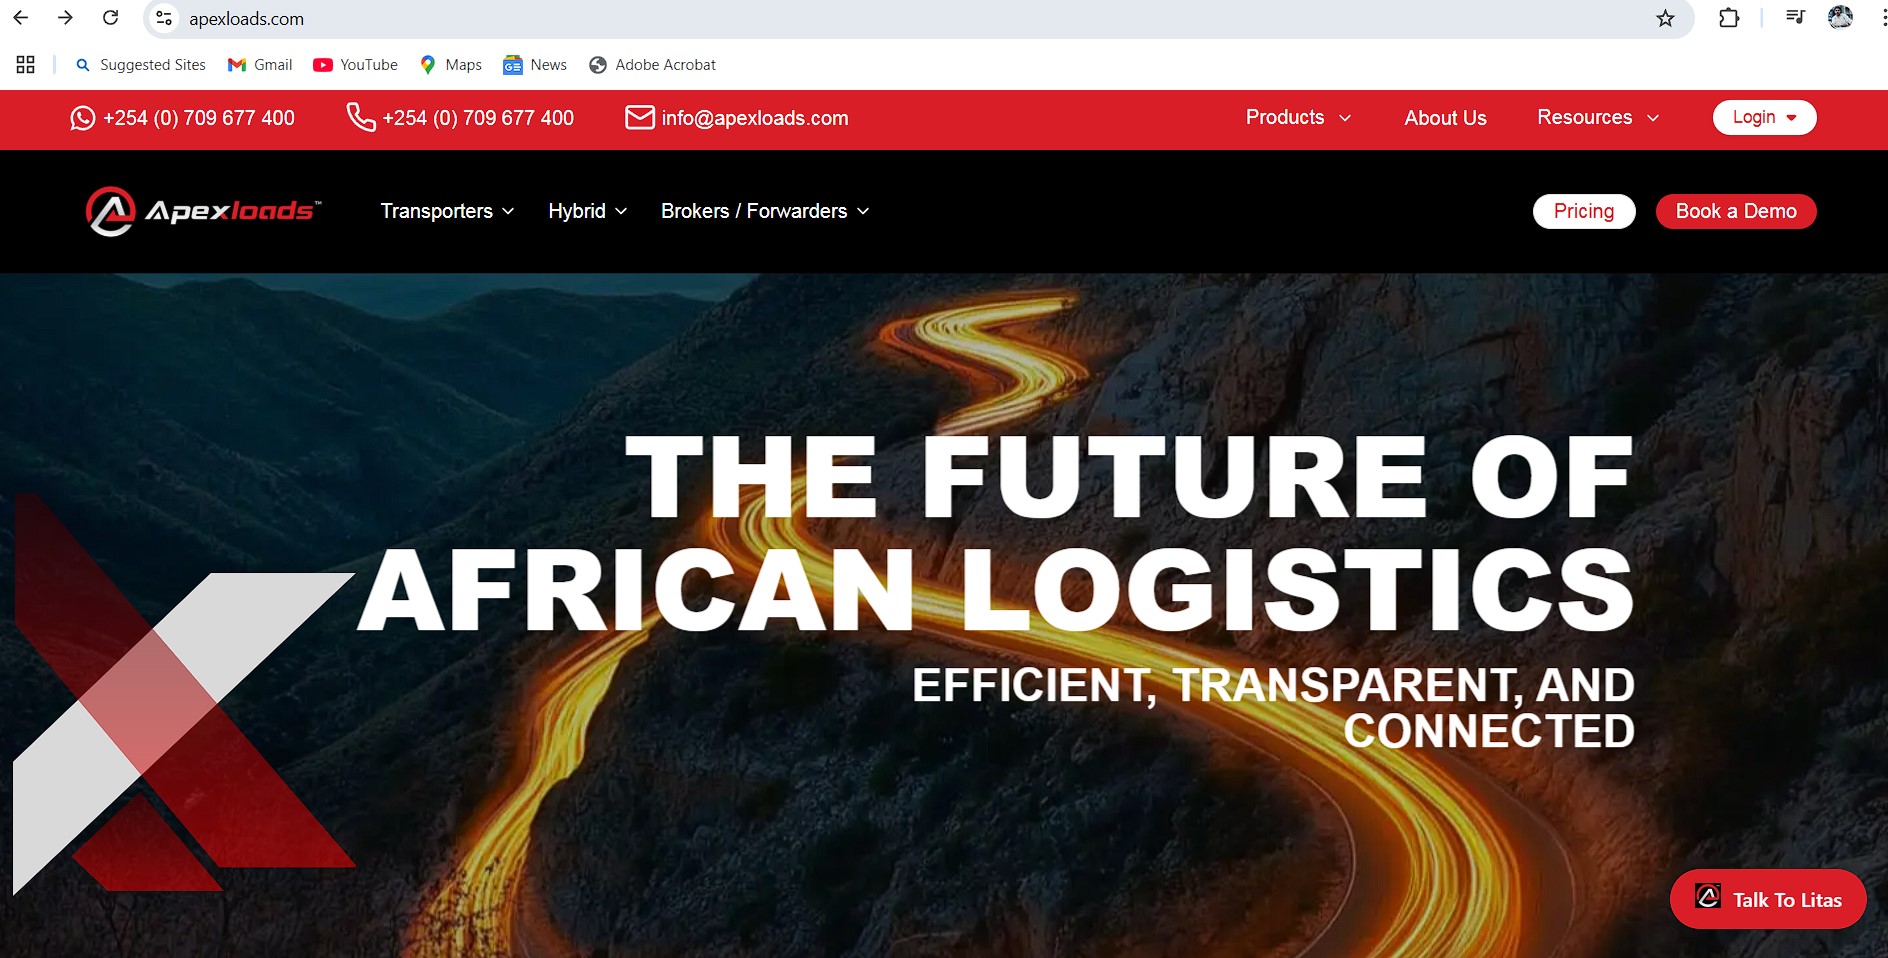 apexloads.com
Suggested Sites Gmail YouTube Maps GE News Adobe Acrobat
+254 (0) 709 677 400 +254 (0) 709 677 400 info@apexloads.com Products About Us Resources Login
Apexloads™ Transporters Hybrid Brokers / Forwarders Pricing Book a Demo
THE FUTURE OF
AFRICAN LOGISTICS
EFFICIENT, TRANSPARENT, AND
CONNECTED
Talk To Litas